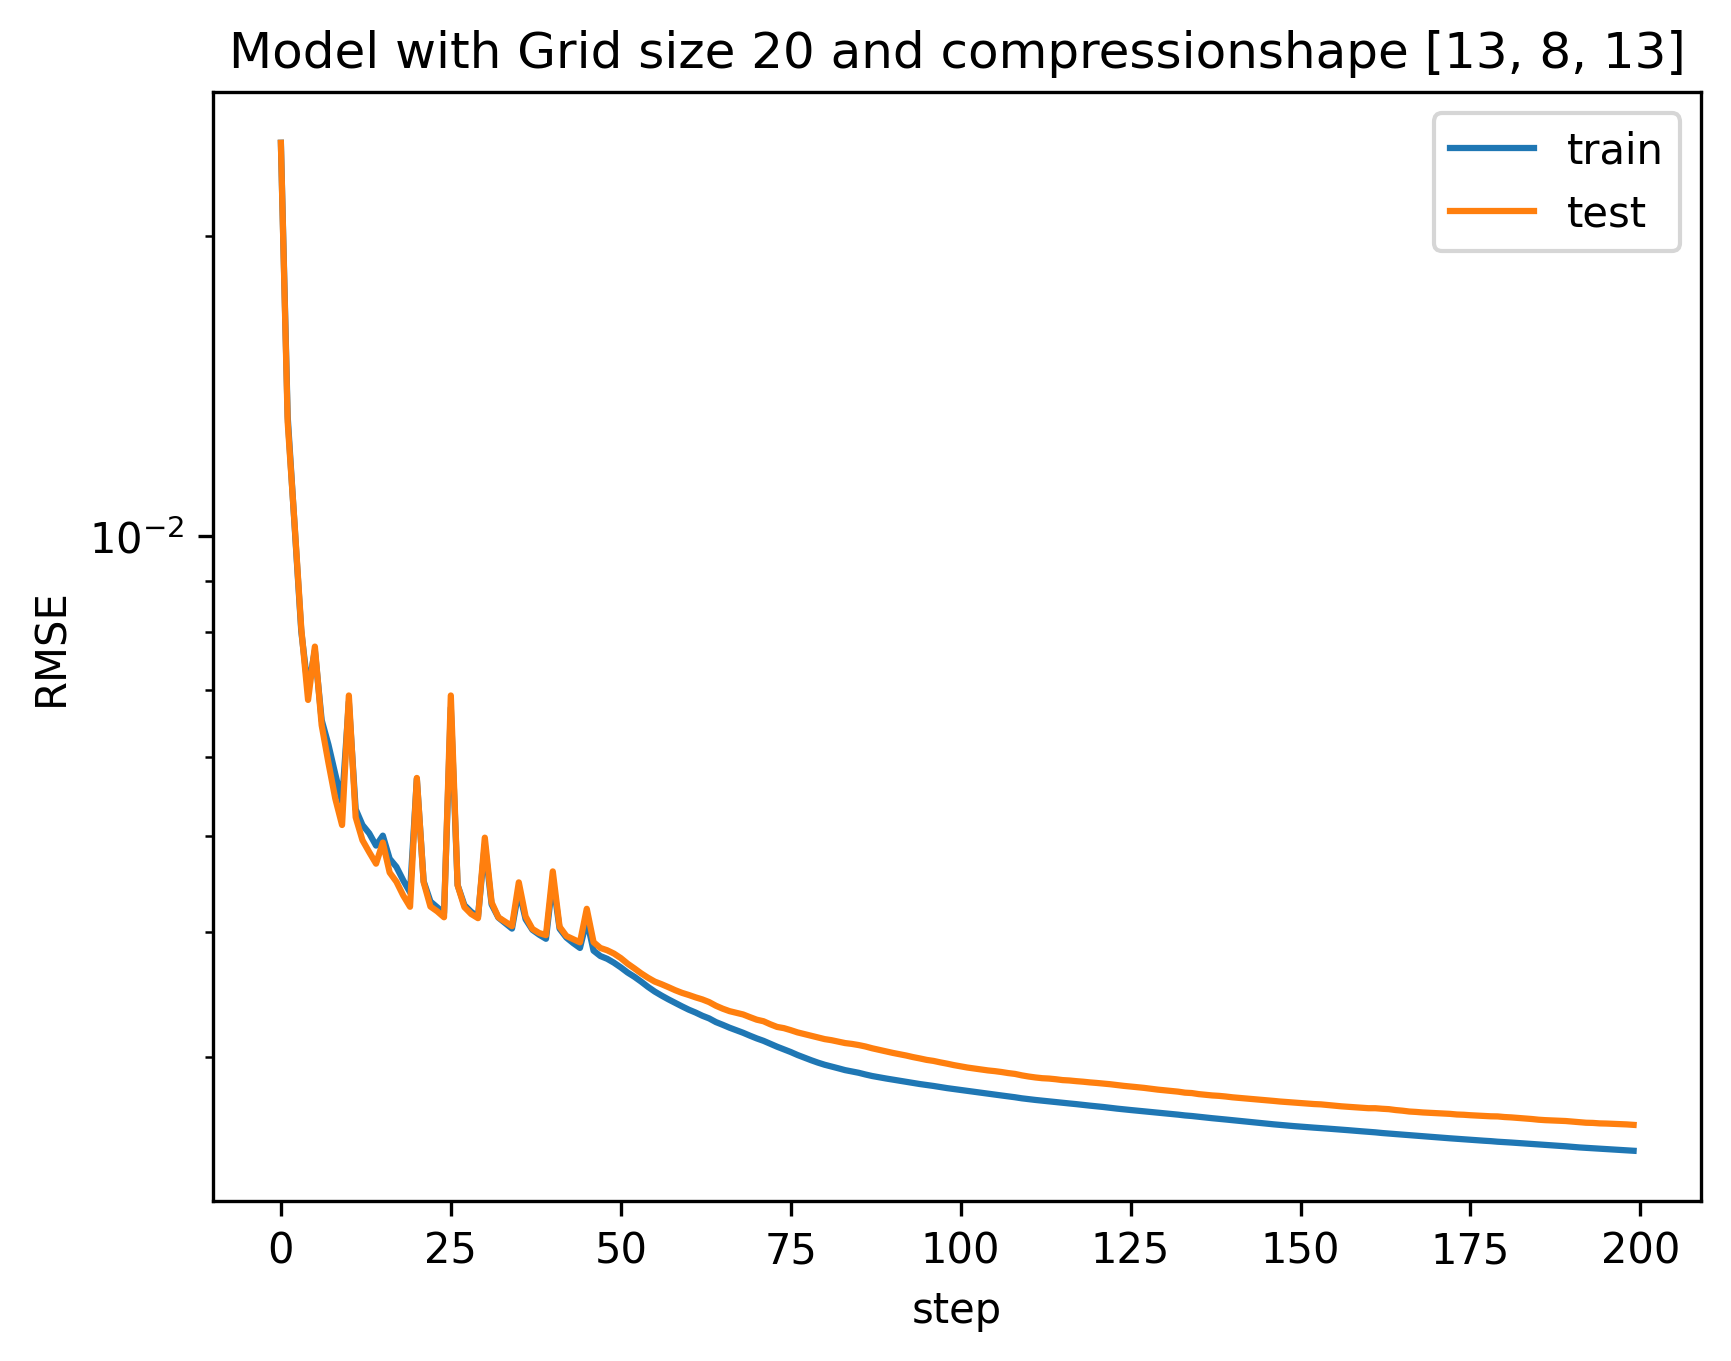 Model with Grid size 20 and compressionshape [13, 8, 13]
train
test
10⁻²
RMSE
0 25 50 75 100 125 150 175 200
step